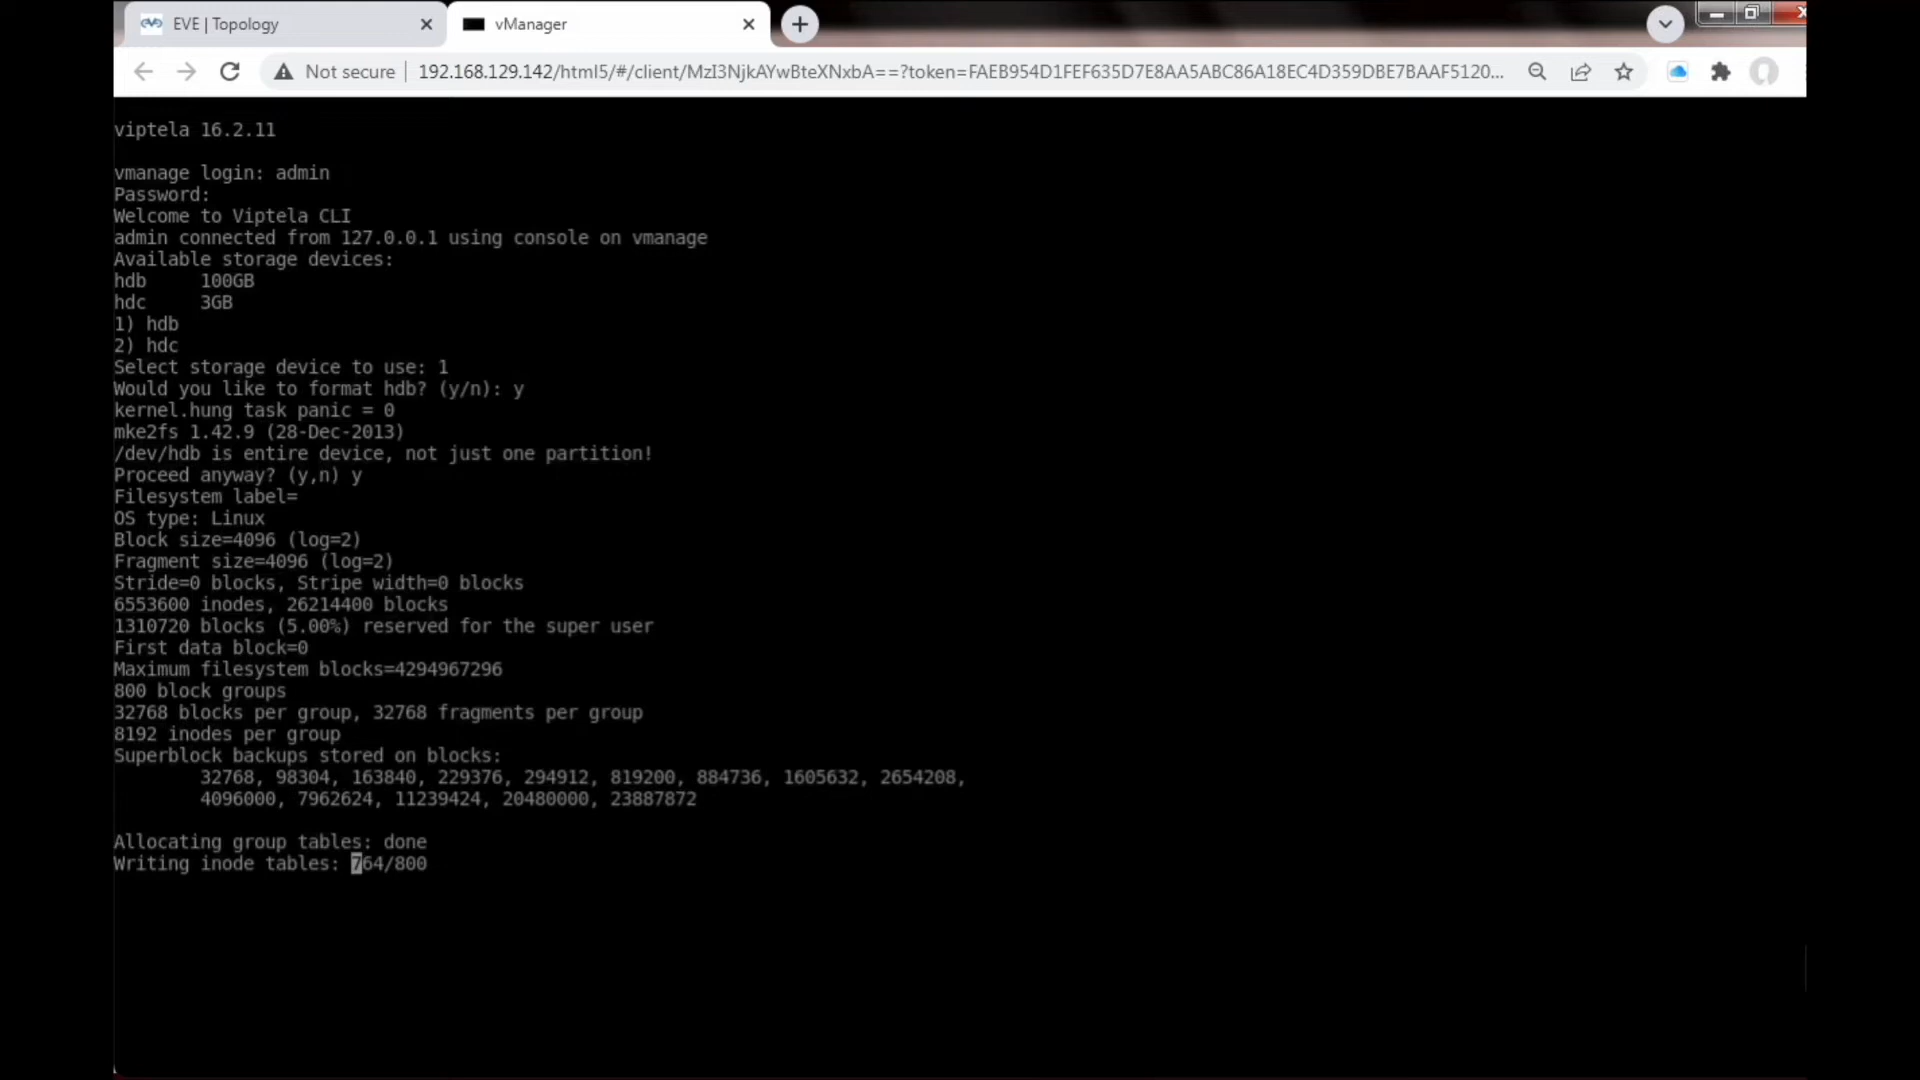 EVE | Topology
vManager
Not secure
192.168.129.142/html5/#/client/MzI3NjkAYwBteXNxbA==?token=FAEB954D1FEF635D7E8AA5ABC86A18EC4D359DBE7BAAF5120...
viptela 16.2.11
vmanage login: admin
Password:
Welcome to Viptela CLI
admin connected from 127.0.0.1 using console on vmanage
Available storage devices:
hdb     100GB
hdc     3GB
1) hdb
2) hdc
Select storage device to use: 1
Would you like to format hdb? (y/n): y
kernel.hung task panic = 0
mke2fs 1.42.9 (28-Dec-2013)
/dev/hdb is entire device, not just one partition!
Proceed anyway? (y,n) y
Filesystem label=
OS type: Linux
Block size=4096 (log=2)
Fragment size=4096 (log=2)
Stride=0 blocks, Stripe width=0 blocks
6553600 inodes, 26214400 blocks
1310720 blocks (5.00%) reserved for the super user
First data block=0
Maximum filesystem blocks=4294967296
800 block groups
32768 blocks per group, 32768 fragments per group
8192 inodes per group
Superblock backups stored on blocks:
32768, 98304, 163840, 229376, 294912, 819200, 884736, 1605632, 2654208,
4096000, 7962624, 11239424, 20480000, 23887872
Allocating group tables: done
Writing inode tables: 764/800